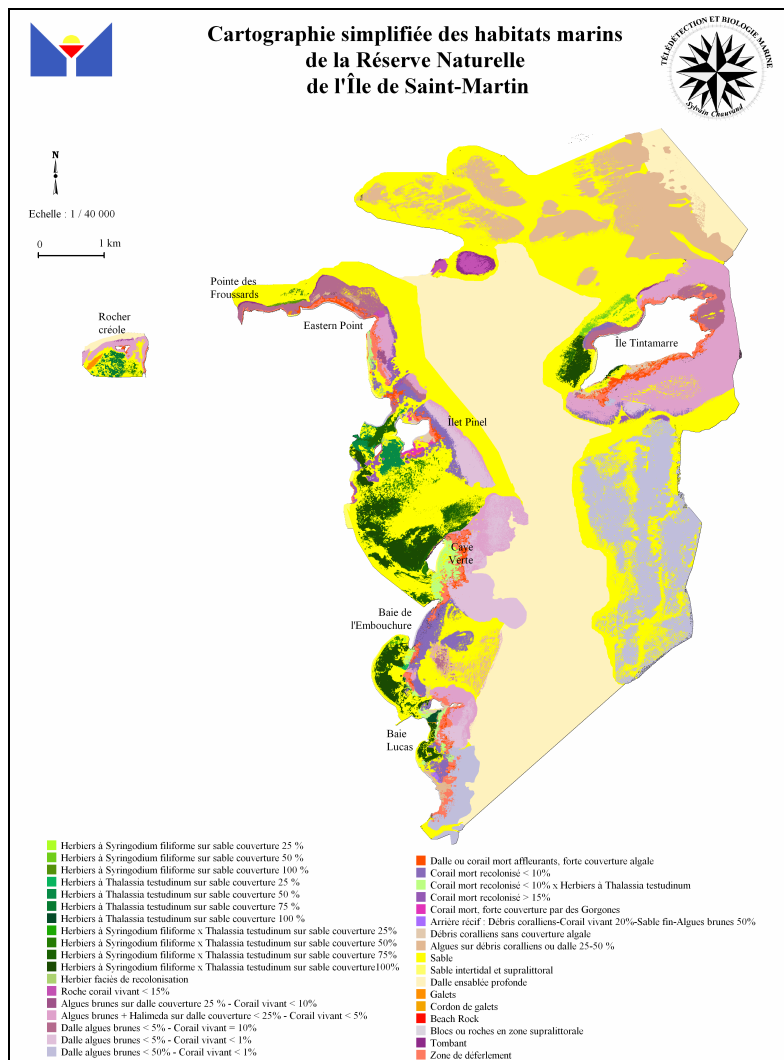 Cartographie simplifiée des habitats marins
de la Réserve Naturelle
de l'Île de Saint-Martin
TÉLÉDÉTECTION ET BIOLOGIE MARINE
Sylvain Chauvaud
N
Echelle : 1 / 40 000
0 1 km
Pointe des
Froussards
Eastern Point
Rocher
créole
Île Tintamarre
Îlet Pinel
Cave
Verte
Baie de
l'Embouchure
Baie
Lucas
Herbiers à Syringodium filiforme sur sable couverture 25 %
Herbiers à Syringodium filiforme sur sable couverture 50 %
Herbiers à Syringodium filiforme sur sable couverture 100 %
Herbiers à Thalassia testudinum sur sable couverture 25 %
Herbiers à Thalassia testudinum sur sable couverture 50 %
Herbiers à Thalassia testudinum sur sable couverture 75 %
Herbiers à Thalassia testudinum sur sable couverture 100 %
Herbiers à Syringodium filiforme x Thalassia testudinum sur sable couverture 25%
Herbiers à Syringodium filiforme x Thalassia testudinum sur sable couverture 50%
Herbiers à Syringodium filiforme x Thalassia testudinum sur sable couverture 75%
Herbiers à Syringodium filiforme x Thalassia testudinum sur sable couverture100%
Herbier faciés de recolonisation
Roche corail vivant < 15%
Algues brunes sur dalle couverture 25 % - Corail vivant < 10%
Algues brunes + Halimeda sur dalle couverture < 25% - Corail vivant < 5%
Dalle algues brunes < 5% - Corail vivant = 10%
Dalle algues brunes < 5% - Corail vivant < 1%
Dalle algues brunes < 50% - Corail vivant < 1%
Dalle ou corail mort affleurants, forte couverture algale
Corail mort recolonisé < 10%
Corail mort recolonisé < 10% x Herbiers à Thalassia testudinum
Corail mort recolonisé > 15%
Corail mort, forte couverture par des Gorgones
Arrière récif : Débris coralliens-Corail vivant 20%-Sable fin-Algues brunes 50%
Débris coralliens sans couverture algale
Algues sur débris coralliens ou dalle 25-50 %
Sable
Sable intertidal et supralittoral
Dalle ensablée profonde
Galets
Cordon de galets
Beach Rock
Blocs ou roches en zone supralittorale
Tombant
Zone de déferlement